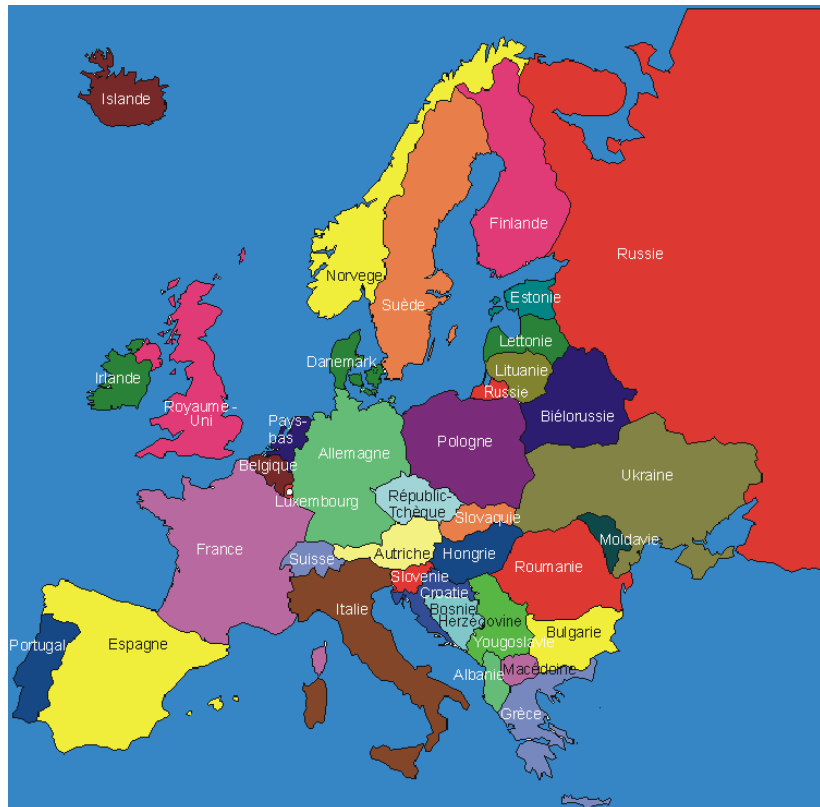 Islande
Norvege
Suède
Finlande
Russie
Estonie
Lettonie
Lituanie
Russie
Danemark
Irlande
Royaume-
Uni
Pays-
bas
Belgique
Luxembourg
Allemagne
Pologne
Biélorussie
Ukraine
Républic-
Tchèque
Slovaquie
Moldavie
France
Suisse
Autriche
Hongrie
Roumanie
Slovenie
Croatie
Bosnie
Herzégovine
Yougoslavie
Bulgarie
Italie
Portugal
Espagne
Albanie
Macédoine
Grèce